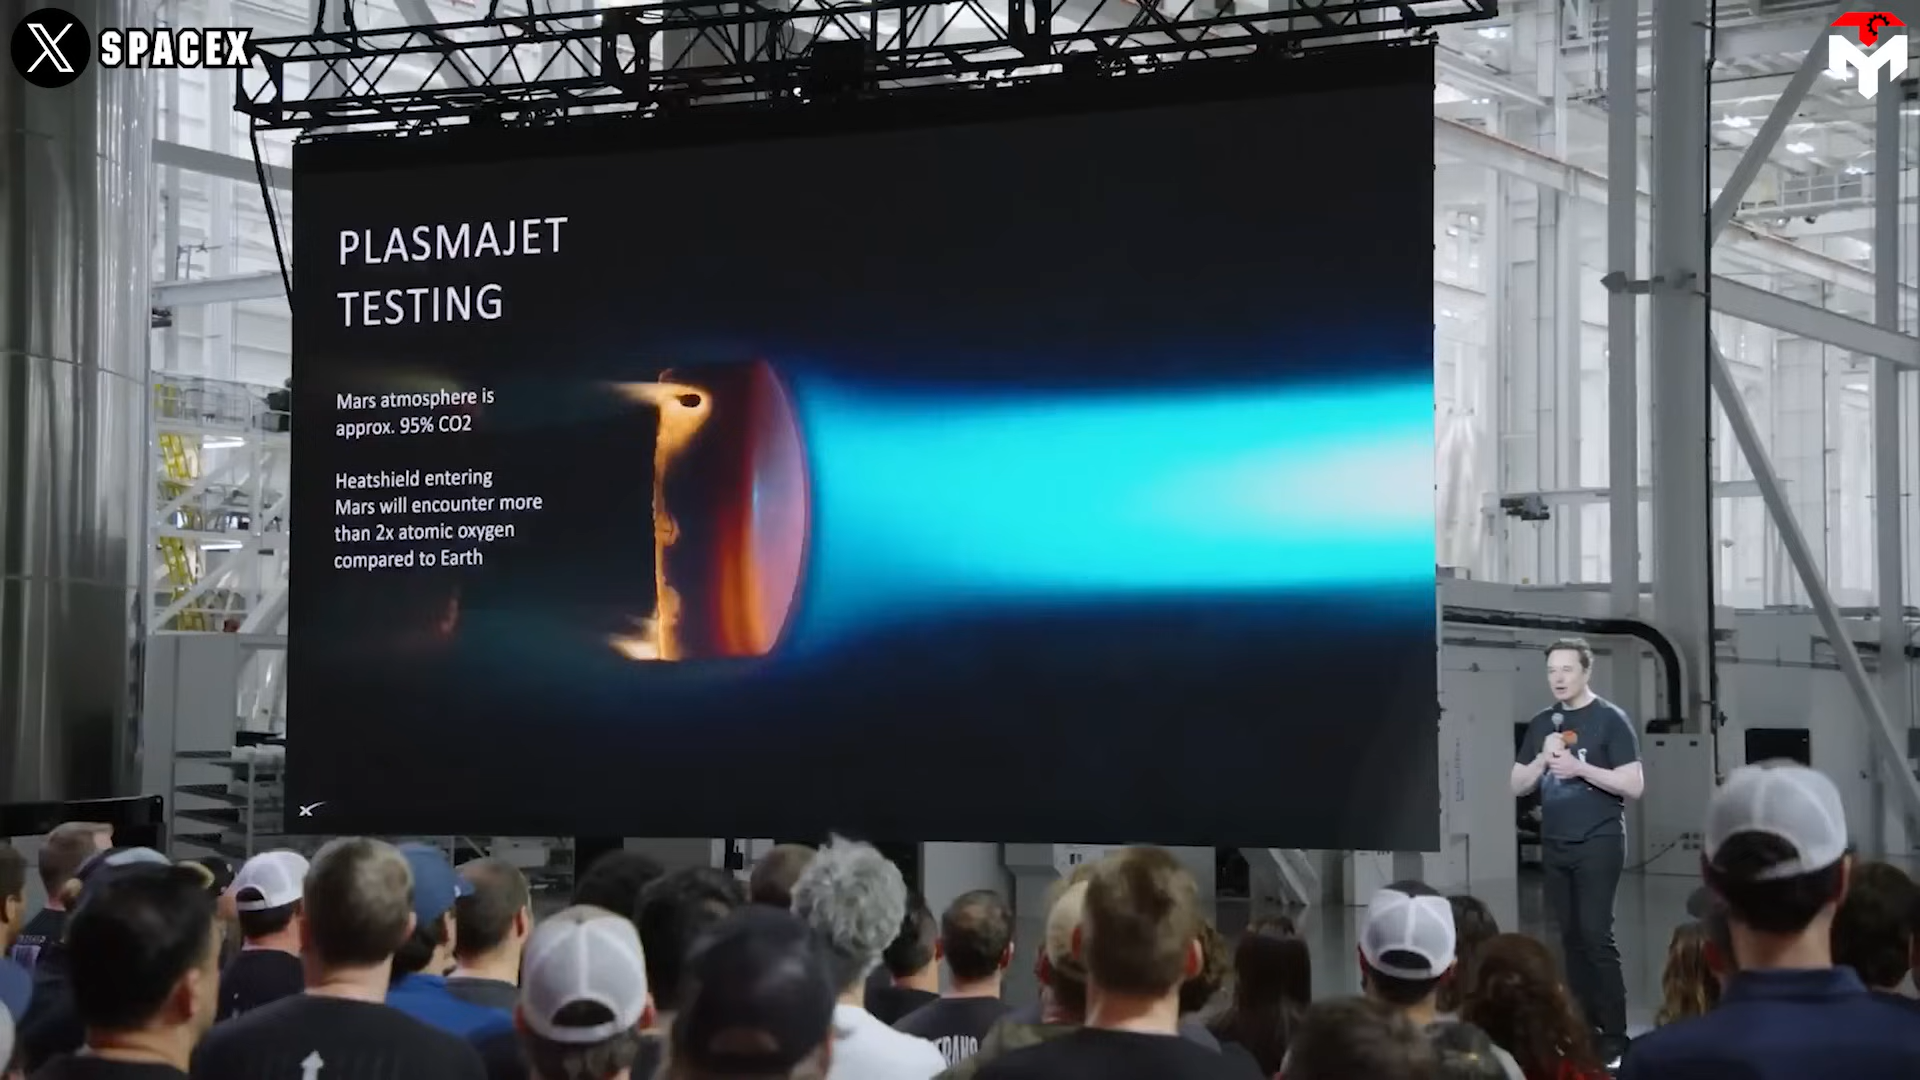 SPACEX
PLASMAJET
TESTING
Mars atmosphere is
approx. 95% CO2
Heatshield entering
Mars will encounter more
than 2x atomic oxygen
compared to Earth